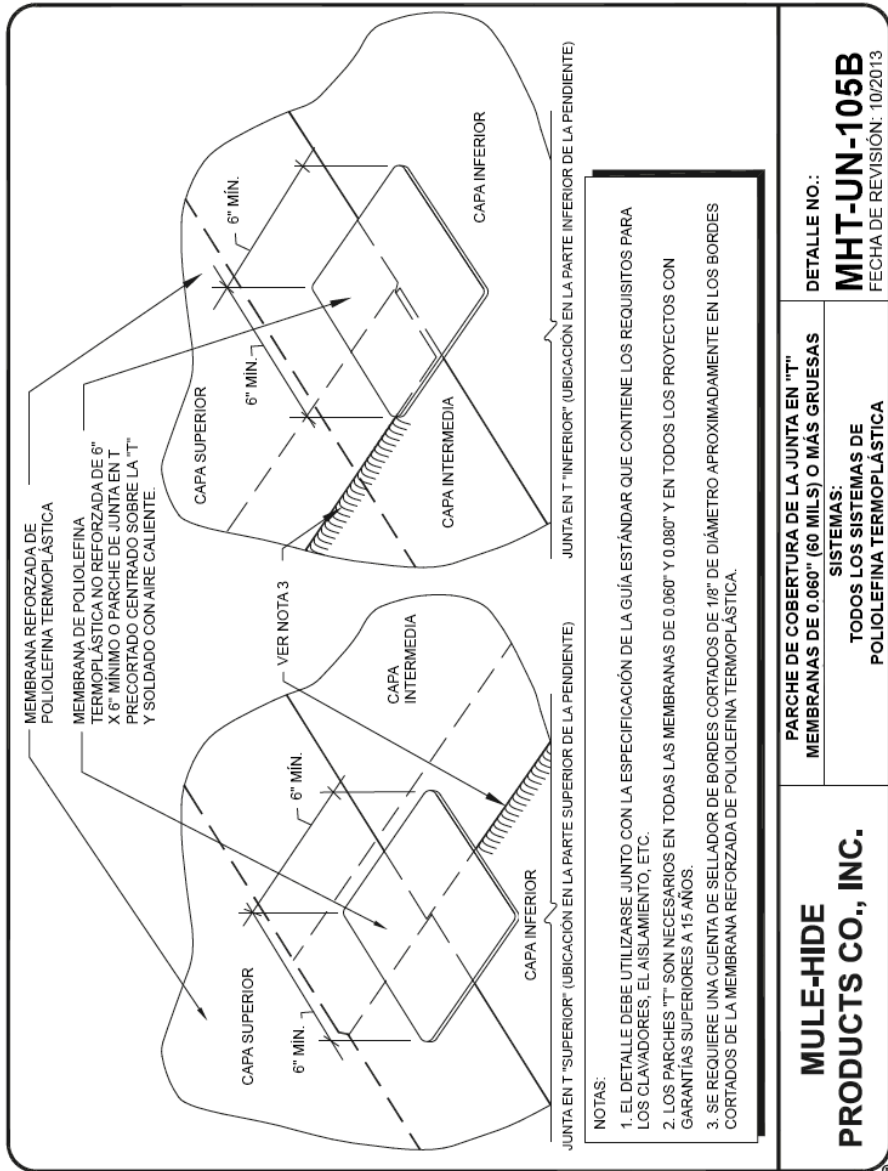 MEMBRANA REFORZADA DE
POLIOLEFINA TERMOPLÁSTICA
MEMBRANA DE POLIOLEFINA
TERMOPLÁSTICA NO REFORZADA DE 6"
X 6" MÍNIMO O PARCHE DE JUNTA EN T
PRECORTADO CENTRADO SOBRE LA "T"
Y SOLDADO CON AIRE CALIENTE.
VER NOTA 3
CAPA SUPERIOR
6" MÍN.
6" MÍN.
CAPA
INTERMEDIA
CAPA INFERIOR
JUNTA EN T "SUPERIOR" (UBICACIÓN EN LA PARTE SUPERIOR DE LA PENDIENTE)
CAPA SUPERIOR
6" MÍN.
6" MÍN.
CAPA INTERMEDIA
CAPA INFERIOR
JUNTA EN T "INFERIOR" (UBICACIÓN EN LA PARTE INFERIOR DE LA PENDIENTE)
NOTAS:
1. EL DETALLE DEBE UTILIZARSE JUNTO CON LA ESPECIFICACIÓN DE LA GUÍA ESTÁNDAR QUE CONTIENE LOS REQUISITOS PARA
LOS CLAVADORES, EL AISLAMIENTO, ETC.
2. LOS PARCHES "T" SON NECESARIOS EN TODAS LAS MEMBRANAS DE 0.060" Y 0.080" Y EN TODOS LOS PROYECTOS CON
GARANTÍAS SUPERIORES A 15 AÑOS.
3. SE REQUIERE UNA CUENTA DE SELLADOR DE BORDES CORTADOS DE 1/8" DE DIÁMETRO APROXIMADAMENTE EN LOS BORDES
CORTADOS DE LA MEMBRANA REFORZADA DE POLIOLEFINA TERMOPLÁSTICA.
MULE-HIDE
PRODUCTS CO., INC.
PARCHE DE COBERTURA DE LA JUNTA EN "T"
MEMBRANAS DE 0.060" (60 MILS) O MÁS GRUESAS
SISTEMAS:
TODOS LOS SISTEMAS DE
POLIOLEFINA TERMOPLÁSTICA
DETALLE NO.:
MHT-UN-105B
FECHA DE REVISIÓN: 10/2013